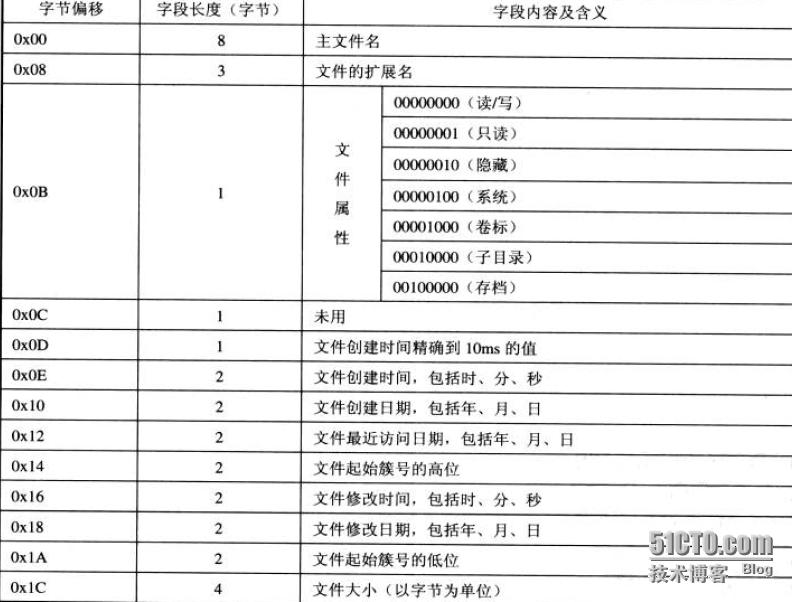 字节偏移 字段长度（字节） 字段内容及含义
0x00 8 主文件名
0x08 3 文件的扩展名
0x0B 1 文件属性 00000000（读/写）
00000001（只读）
00000010（隐藏）
00000100（系统）
00001000（卷标）
00010000（子目录）
00100000（存档）
0x0C 1 未用
0x0D 1 文件创建时间精确到 10ms 的值
0x0E 2 文件创建时间，包括时、分、秒
0x10 2 文件创建日期，包括年、月、日
0x12 2 文件最近访问日期，包括年、月、日
0x14 2 文件起始簇号的高位
0x16 2 文件修改时间，包括时、分、秒
0x18 2 文件修改日期，包括年、月、日
0x1A 2 文件起始簇号的低位
0x1C 4 文件大小（以字节为单位）
51CTO.com
技术博客 Blog